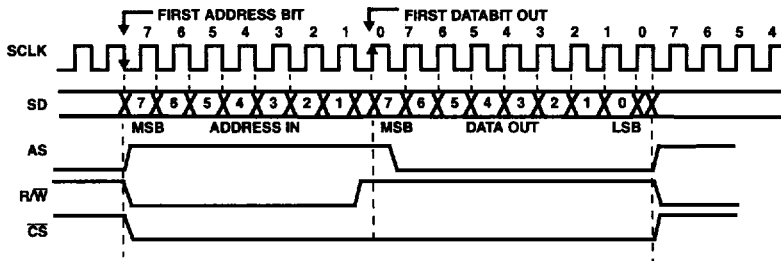 FIRST ADDRESS BIT FIRST DATABIT OUT
7 6 5 4 3 2 1 0 7 6 5 4 3 2 1 0 7 6 5 4
SCLK
SD 7 6 5 4 3 2 1 7 6 5 4 3 2 1 0
MSB ADDRESS IN MSB DATA OUT LSB
AS
R/W
CS